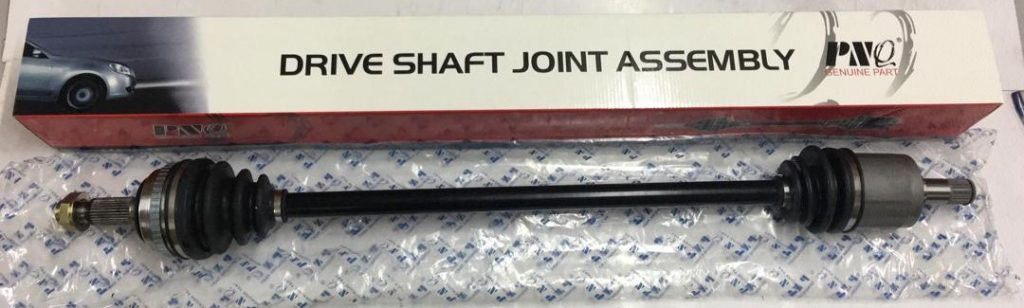 DRIVE SHAFT JOINT ASSEMBLY
PNQ®
GENUINE PART
PNQ